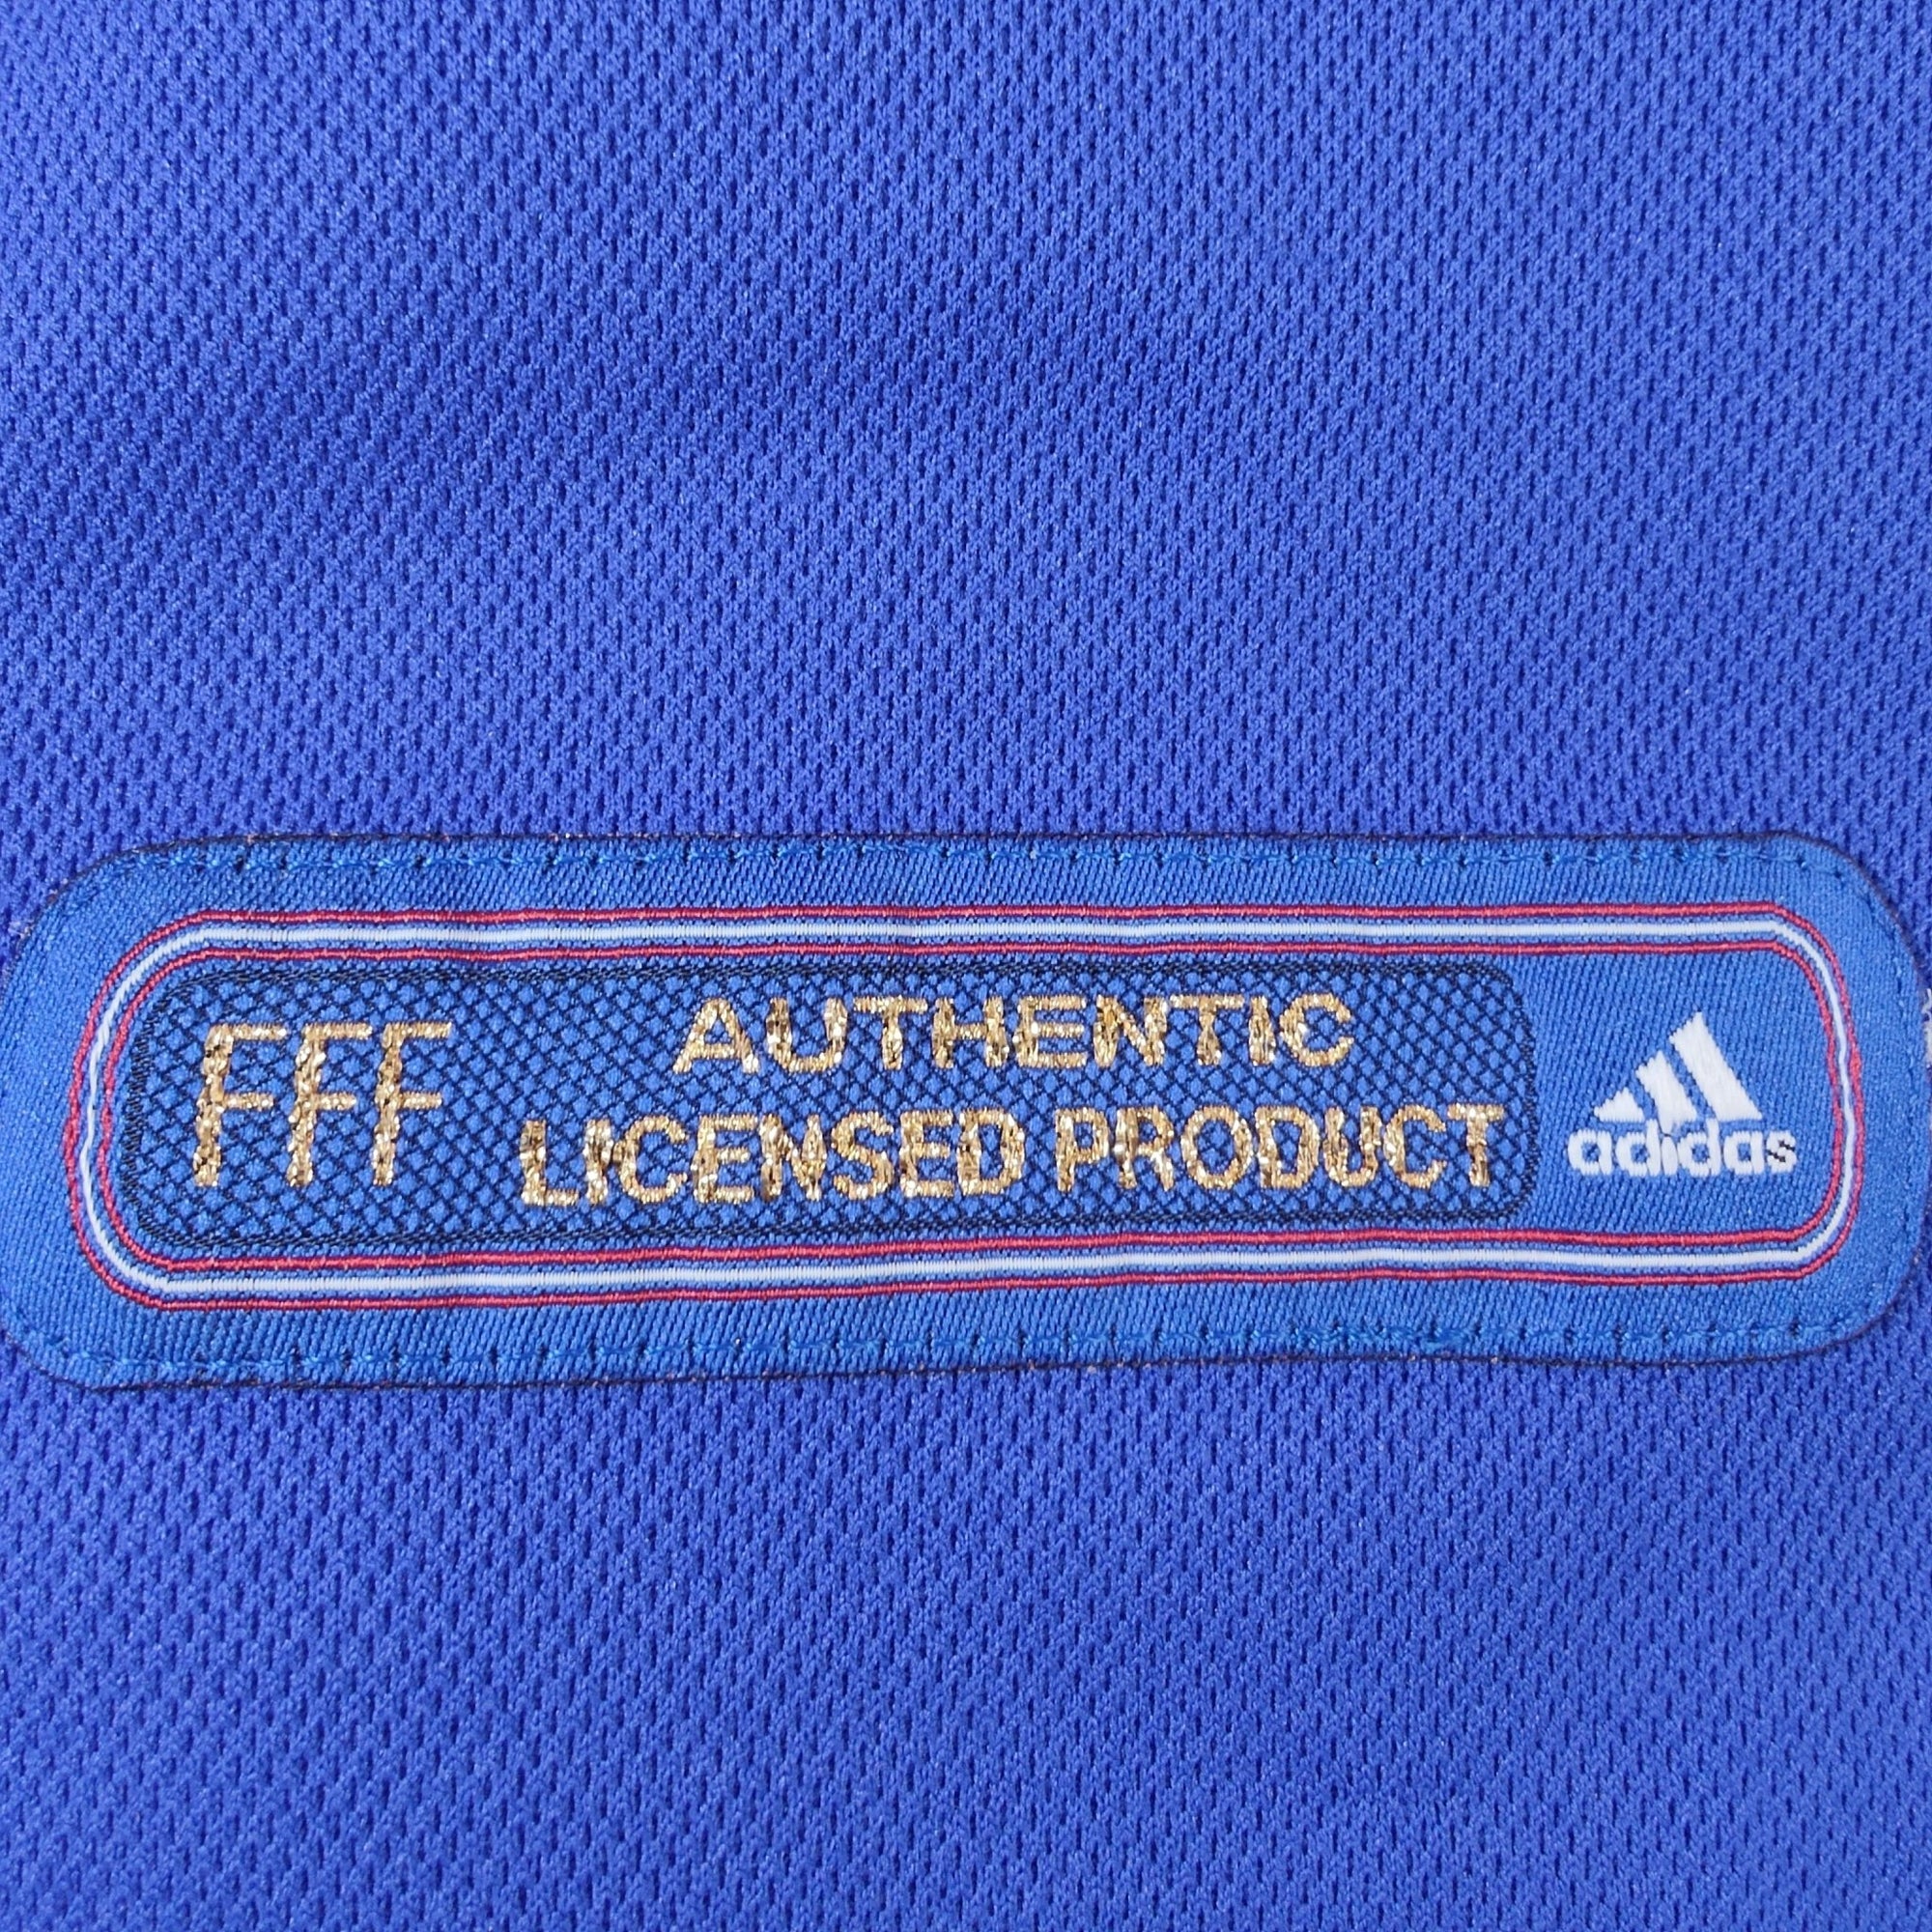 FFF
AUTHENTIC
LICENSED PRODUCT
adidas